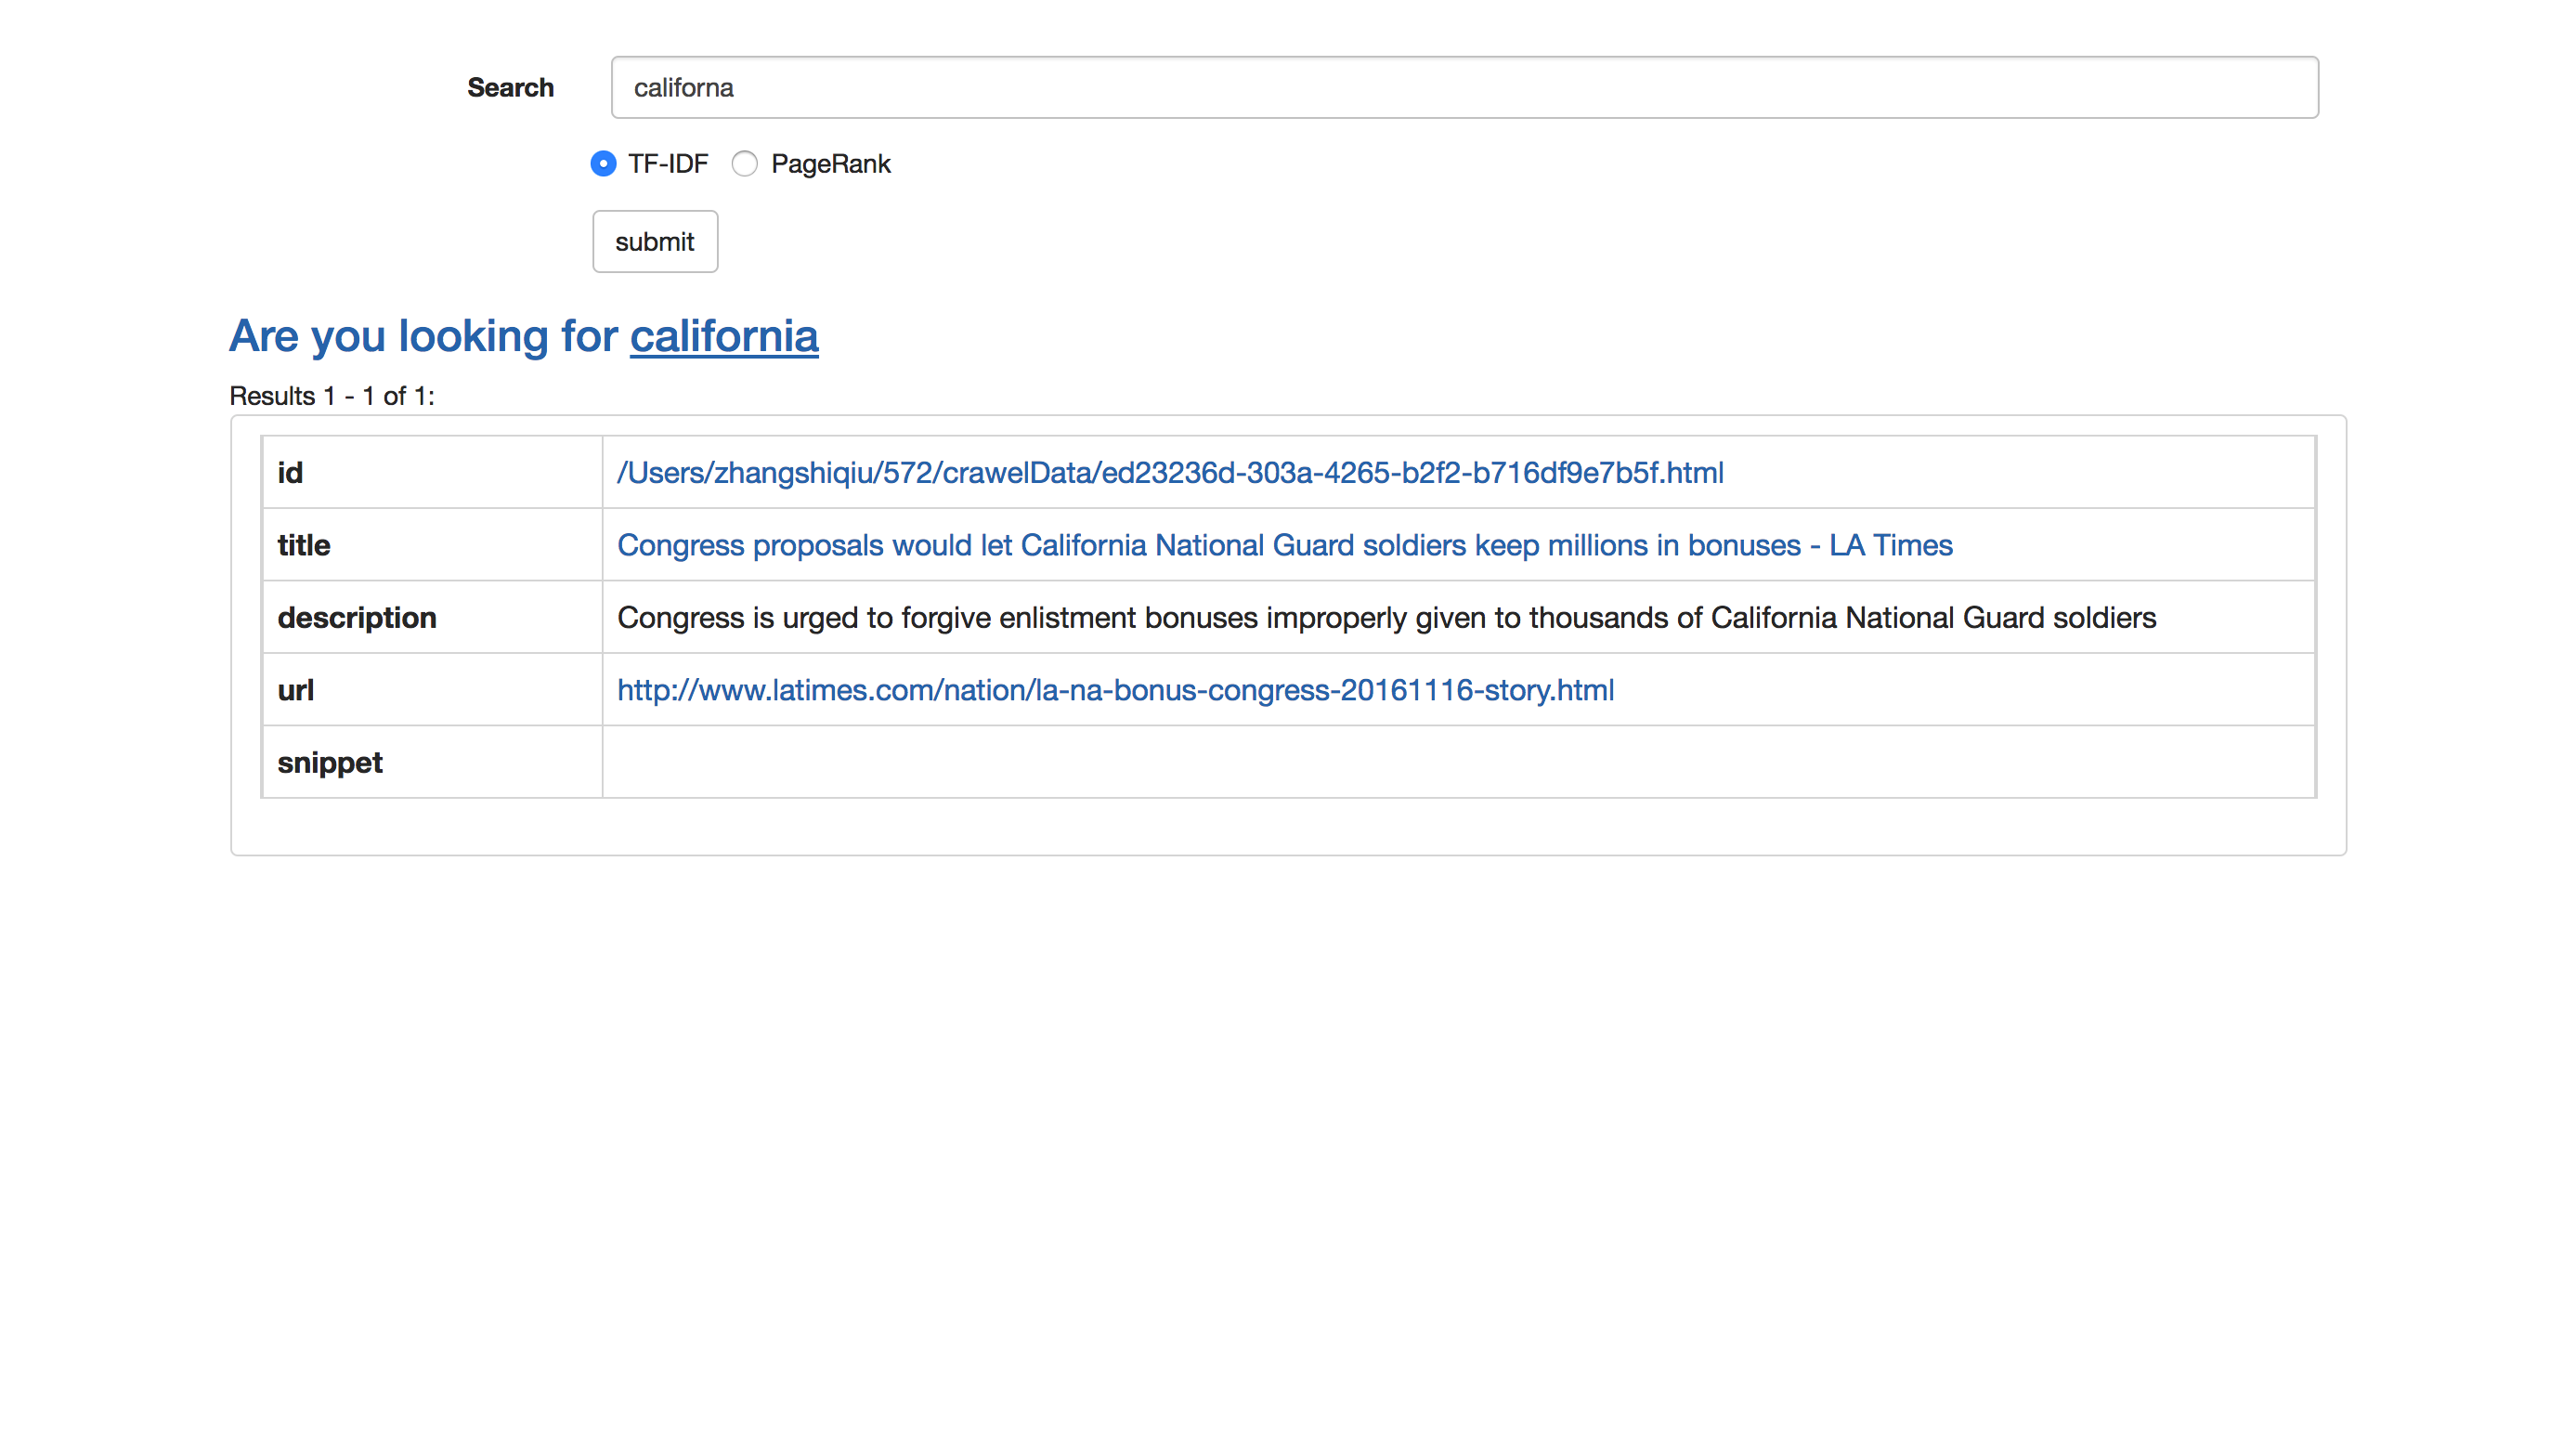 Search californa
TF-IDF PageRank
submit
Are you looking for california
Results 1 - 1 of 1:
id /Users/zhangshiqiu/572/crawelData/ed23236d-303a-4265-b2f2-b716df9e7b5f.html
title Congress proposals would let California National Guard soldiers keep millions in bonuses - LA Times
description Congress is urged to forgive enlistment bonuses improperly given to thousands of California National Guard soldiers
url http://www.latimes.com/nation/la-na-bonus-congress-20161116-story.html
snippet